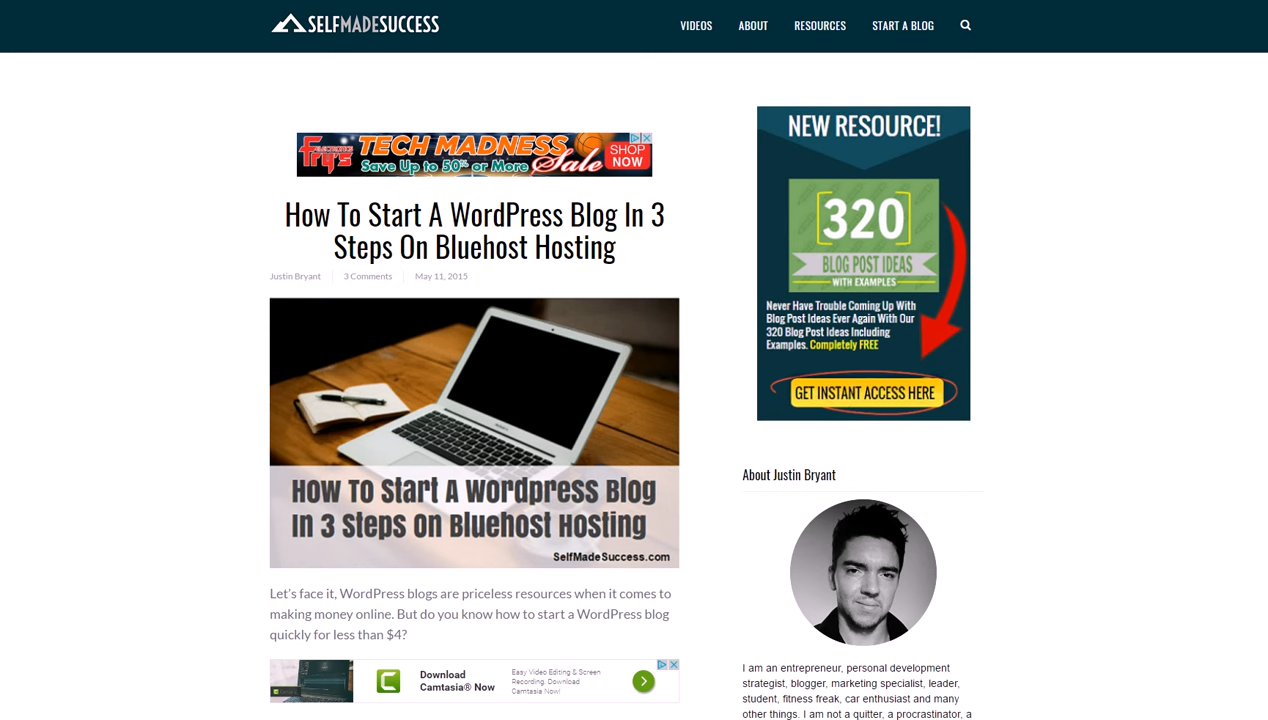 SELFMADESUCCESS
VIDEOS
ABOUT
RESOURCES
START A BLOG
Fry's
TECH MADNESS
Save Up to 50% or More
Sale
SHOP
NOW
How To Start A WordPress Blog In 3
Steps On Bluehost Hosting
Justin Bryant
3 Comments
May 11, 2015
How To Start A Wordpress Blog
In 3 Steps On Bluehost Hosting
SelfMadeSuccess.com
Let's face it, WordPress blogs are priceless resources when it comes to
making money online. But do you know how to start a WordPress blog
quickly for less than $4?
Download
Camtasia® Now
Easy Video Editing & Screen
Recording. Download
Camtasia Now!
NEW RESOURCE!
320
BLOG POST IDEAS
WITH EXAMPLES
Never Have Trouble Coming Up With
Blog Post Ideas Ever Again With Our
320 Blog Post Ideas Including
Examples. Completely FREE
GET INSTANT ACCESS HERE
About Justin Bryant
I am an entrepreneur, personal development
strategist, blogger, marketing specialist, leader,
student, fitness freak, car enthusiast and many
other things. I am not a quitter, a procrastinator, a